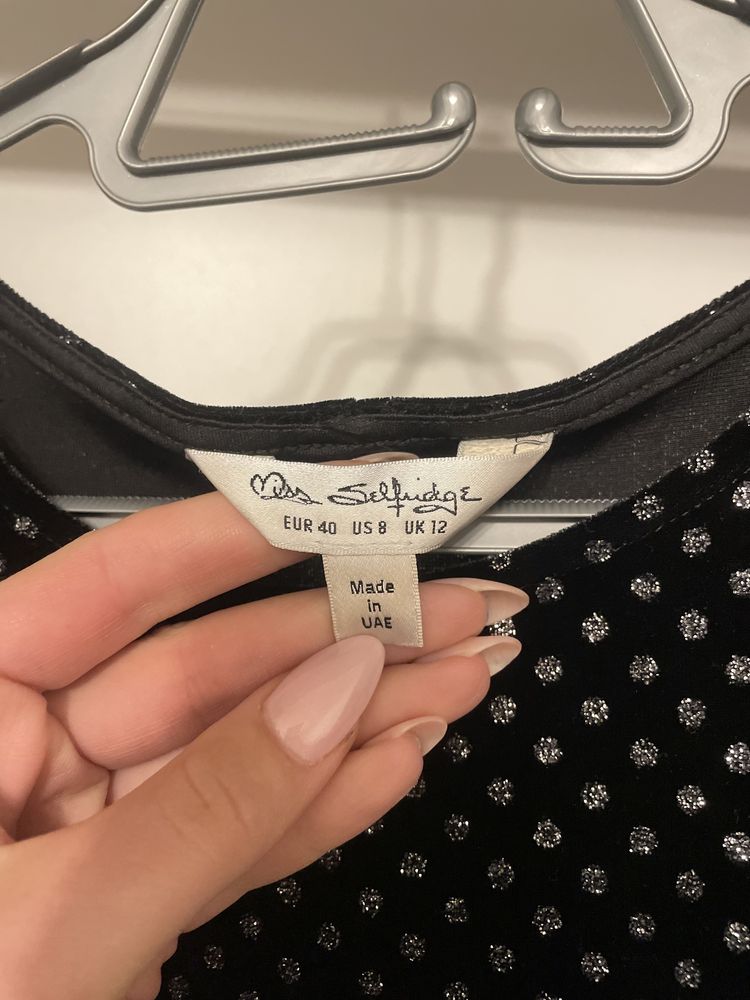 Miss Selfridge
EUR 40 US 8 UK 12
Made
in
UAE